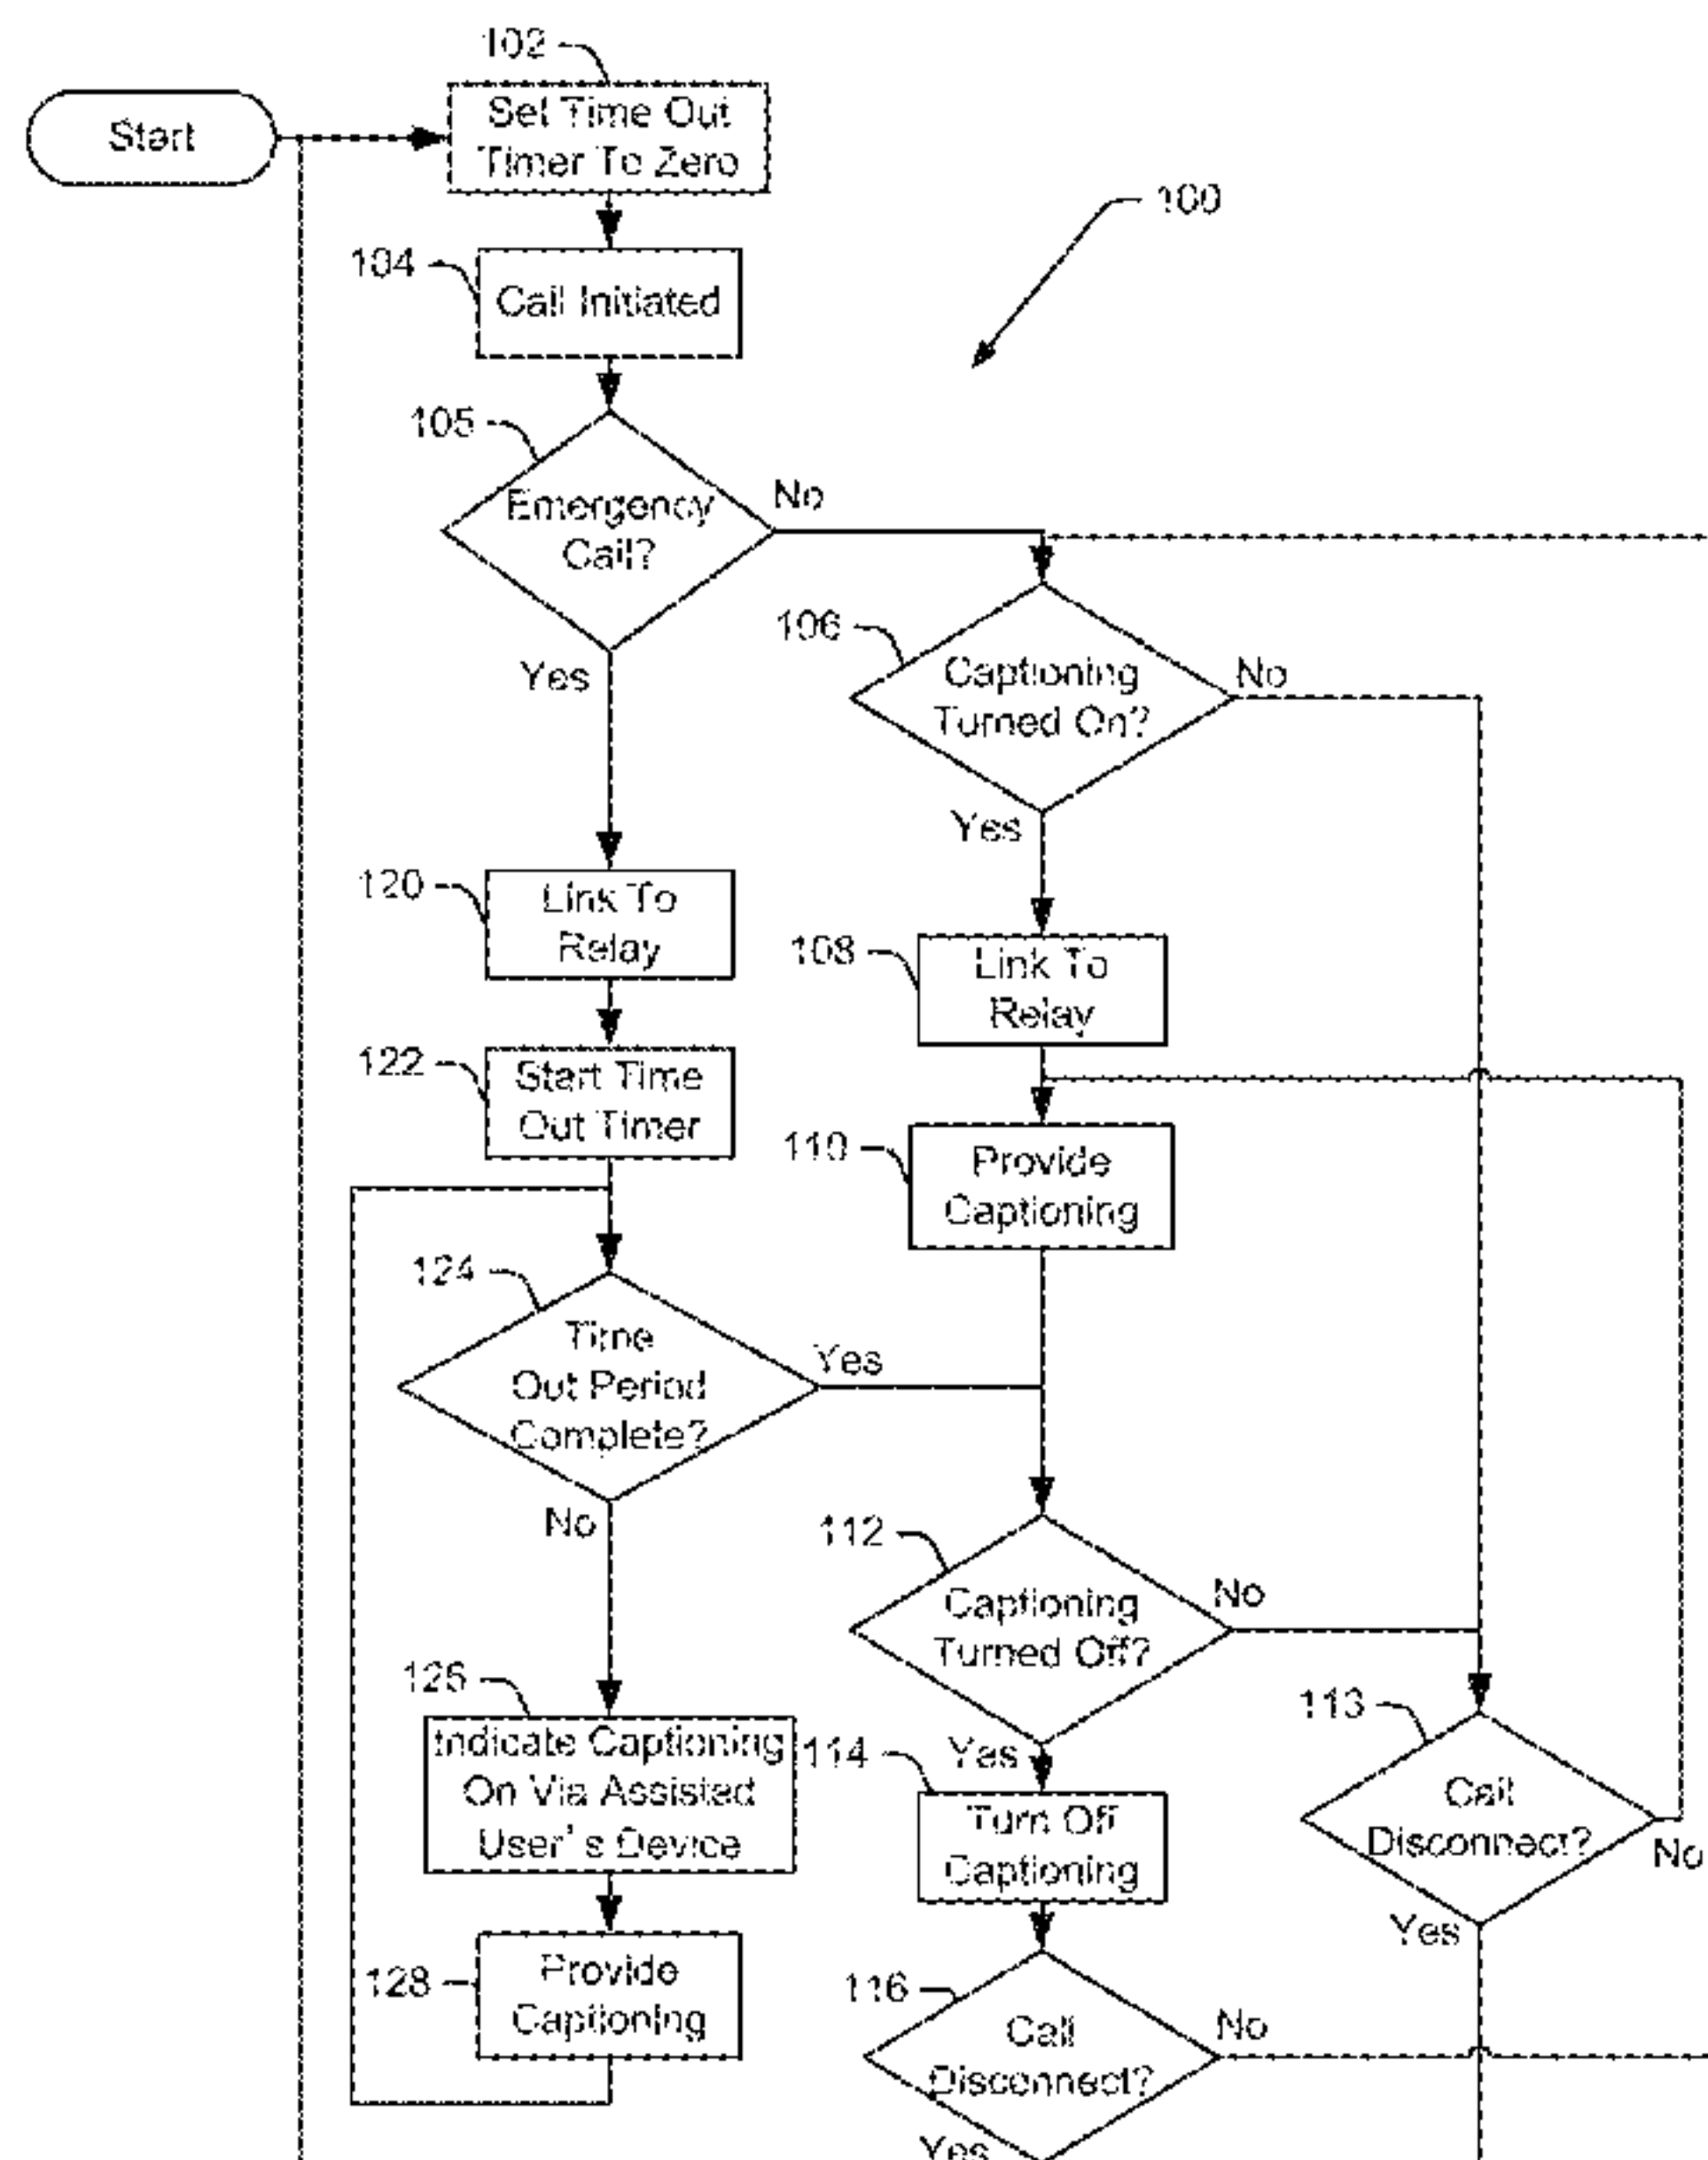 102
Start
Set Time Out
Timer To Zero
100
104
Call Initiated
105
Emergency
Call?
No
Yes
106
Captioning
Turned On?
No
Yes
120
Link To
Relay
108
Link To
Relay
122
Start Time
Out Timer
110
Provide
Captioning
124
Time
Out Period
Complete?
Yes
No
112
Captioning
Turned Off?
No
Yes
126
Indicate Captioning
On Via Assisted
User's Device
114
Turn Off
Captioning
113
Call
Disconnect?
No
Yes
128
Provide
Captioning
116
Call
Disconnect?
No
Yes